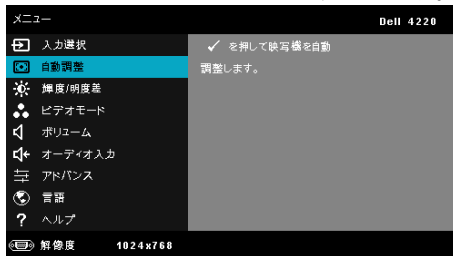 メニュー
Dell 4220
入力選択
✓ を押して映写機を自動
調整します。
自動調整
輝度/明度差
ビデオモード
ボリューム
オーディオ入力
アドバンス
言語
? ヘルプ
解像度 1024x768